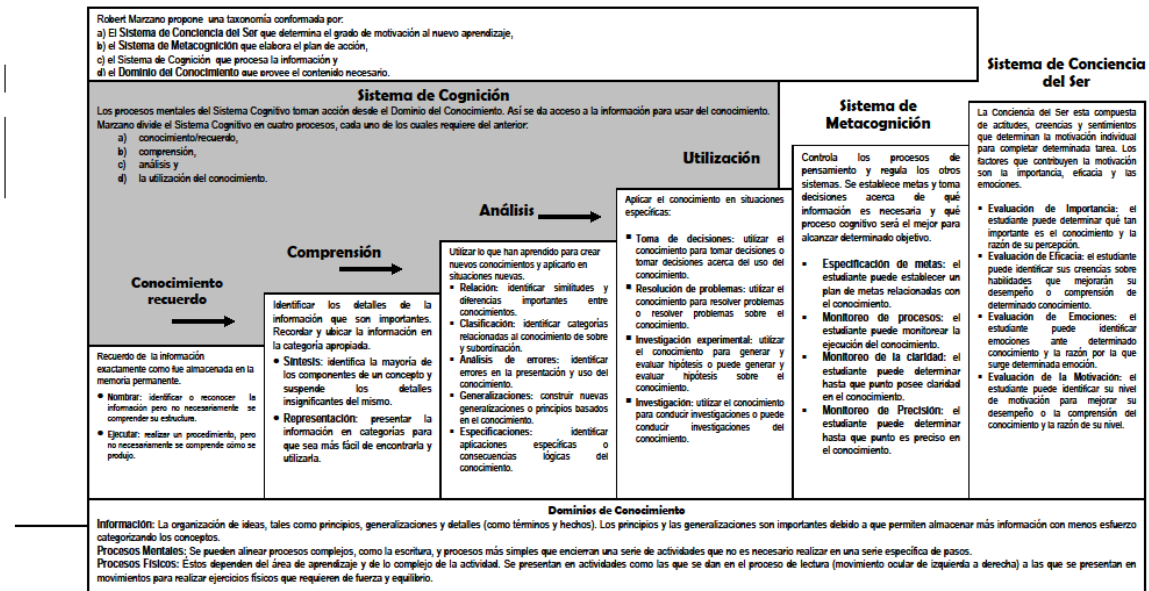 Robert Marzano propone una taxonomía conformada por:
a) El Sistema de Conciencia del Ser que determina el grado de motivación al nuevo aprendizaje,
b) el Sistema de Metacognición que elabora el plan de acción,
c) el Sistema de Cognición que procesa la información y
d) el Dominio del Conocimiento que provee el contenido necesario.
Sistema de Cognición
Los procesos mentales del Sistema Cognitivo toman acción desde el Dominio del Conocimiento. Así se da acceso a la información para usar del conocimiento.
Marzano divide el Sistema Cognitivo en cuatro procesos, cada uno de los cuales requiere del anterior:
a) conocimiento/recuerdo,
b) comprensión,
c) análisis y
d) la utilización del conocimiento.
Conocimiento
recuerdo
Recuerdo de la información
exactamente como fue almacenada en la
memoria permanente.
• Nombrar: identificar o reconocer la
información pero no necesariamente se
comprender su estructura.
• Ejecutar: realizar un procedimiento, pero
no necesariamente se comprende cómo se
produjo.
Comprensión
Identificar los detalles de la
información que son importantes.
Recordar y ubicar la información en
la categoría apropiada.
• Síntesis: identifica la mayoría de
los componentes de un concepto y
suspende los detalles
insignificantes del mismo.
• Representación: presentar la
información en categorías para
que sea más fácil de encontrarla y
utilizarla.
Análisis
Utilizar lo que han aprendido para crear
nuevos conocimientos y aplicarlo en
situaciones nuevas.
▪ Relación: identificar similitudes y
diferencias importantes entre
conocimientos.
▪ Clasificación: identificar categorías
relacionadas al conocimiento de sobre
y subordinación.
▪ Análisis de errores: identificar
errores en la presentación y uso del
conocimiento.
▪ Generalizaciones: construir nuevas
generalizaciones o principios basados
en el conocimiento.
▪ Especificaciones: identificar
aplicaciones específicas o
consecuencias lógicas del
conocimiento.
Utilización
Aplicar el conocimiento en situaciones
específicas:
▪ Toma de decisiones: utilizar el
conocimiento para tomar decisiones o
tomar decisiones acerca del uso del
conocimiento.
▪ Resolución de problemas: utilizar el
conocimiento para resolver problemas
o resolver problemas sobre el
conocimiento.
▪ Investigación experimental: utilizar
el conocimiento para generar y
evaluar hipótesis o puede generar y
evaluar hipótesis sobre el
conocimiento.
▪ Investigación: utilizar el conocimiento
para conducir investigaciones o puede
conducir investigaciones del
conocimiento.
Sistema de
Metacognición
Controla los procesos de
pensamiento y regula los otros
sistemas. Se establece metas y toma
decisiones acerca de qué
información es necesaria y qué
proceso cognitivo será el mejor para
alcanzar determinado objetivo.
▪ Especificación de metas: el
estudiante puede establecer un
plan de metas relacionadas con
el conocimiento.
▪ Monitoreo de procesos: el
estudiante puede monitorear la
ejecución del conocimiento.
▪ Monitoreo de la claridad: el
estudiante puede determinar
hasta que punto posee claridad
en el conocimiento.
▪ Monitoreo de Precisión: el
estudiante puede determinar
hasta que punto es preciso en
el conocimiento.
Sistema de Conciencia
del Ser
La Conciencia del Ser esta compuesta
de actitudes, creencias y sentimientos
que determinan la motivación individual
para completar determinada tarea. Los
factores que contribuyen la motivación
son la importancia, eficacia y las
emociones.
▪ Evaluación de Importancia: el
estudiante puede determinar qué tan
importante es el conocimiento y la
razón de su percepción.
▪ Evaluación de Eficacia: el estudiante
puede identificar sus creencias sobre
habilidades que mejorarán su
desempeño o comprensión de
determinado conocimiento.
▪ Evaluación de Emociones: el
estudiante puede identificar
emociones ante determinado
conocimiento y la razón por la que
surge determinada emoción.
▪ Evaluación de la Motivación: el
estudiante puede identificar su nivel
de motivación para mejorar su
desempeño o la comprensión del
conocimiento y la razón de su nivel.
Dominios de Conocimiento
Información: La organización de ideas, tales como principios, generalizaciones y detalles (como términos y hechos). Los principios y las generalizaciones son importantes debido a que permiten almacenar más información con menos esfuerzo
categorizando los conceptos.
Procesos Mentales: Se pueden alinear procesos complejos, como la escritura, y procesos más simples que encierran una serie de actividades que no es necesario realizar en una serie específica de pasos.
Procesos Físicos: Éstos dependen del área de aprendizaje y de lo complejo de la actividad. Se presentan en actividades como las que se dan en el proceso de lectura (movimiento ocular de izquierda a derecha) a las que se presentan en
movimientos para realizar ejercicios físicos que requieren de fuerza y equilibrio.